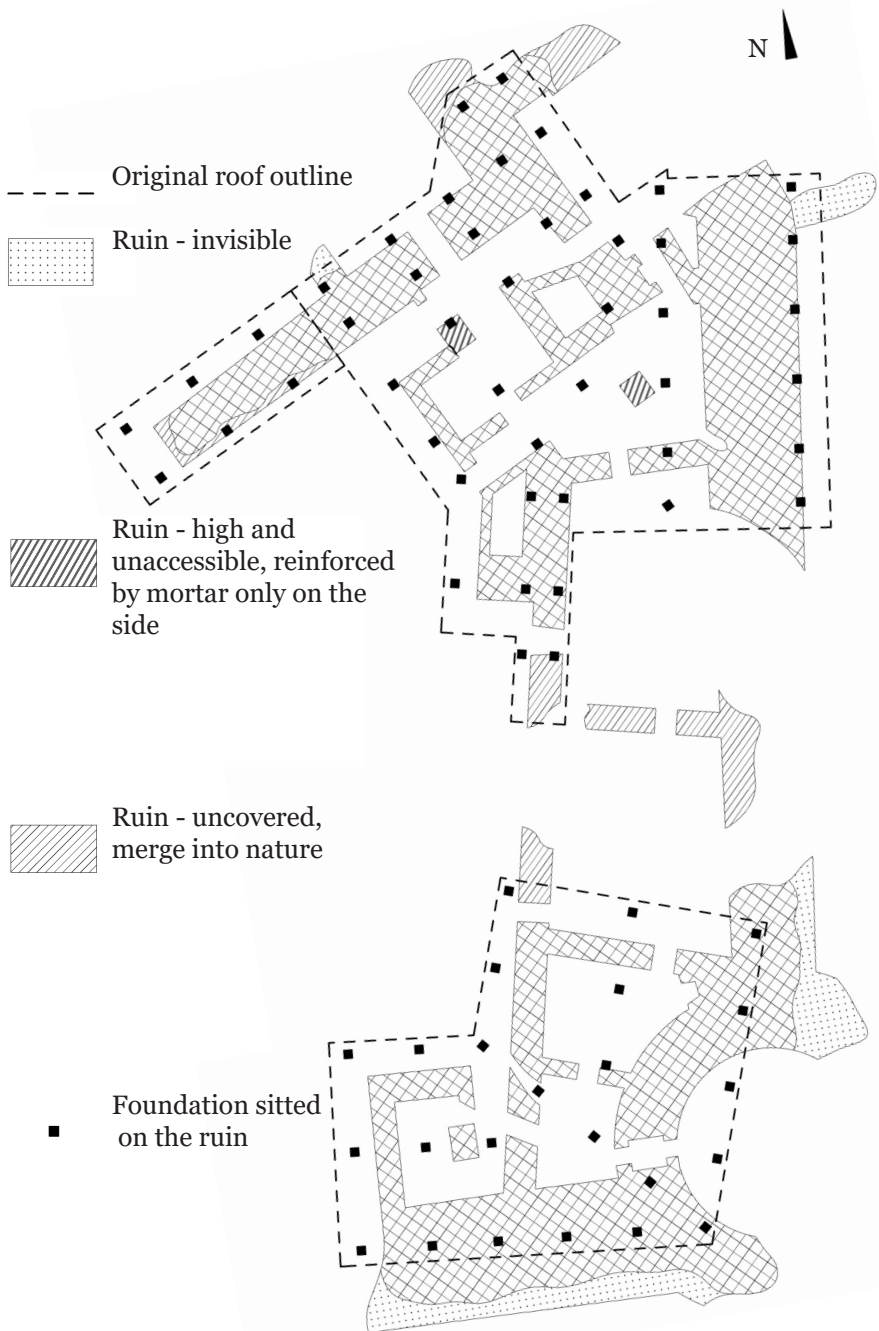 N
Original roof outline
Ruin - invisible
Ruin - high and
unaccessible, reinforced
by mortar only on the
side
Ruin - uncovered,
merge into nature
Foundation sitted
on the ruin